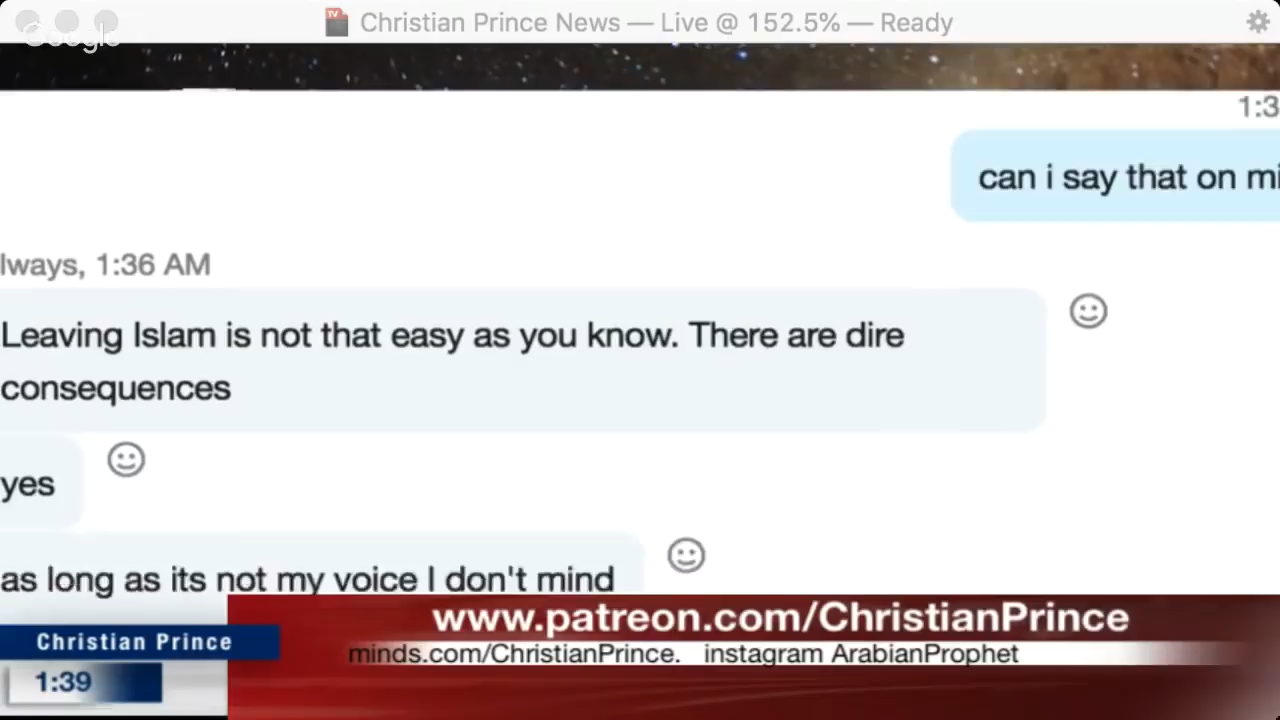 Christian Prince News — Live @ 152.5% — Ready
Google
1:3
can i say that on mi
lways, 1:36 AM
Leaving Islam is not that easy as you know. There are dire
consequences
yes
as long as its not my voice I don't mind
www.patreon.com/ChristianPrince
Christian Prince
minds.com/ChristianPrince. instagram ArabianProphet
1:39